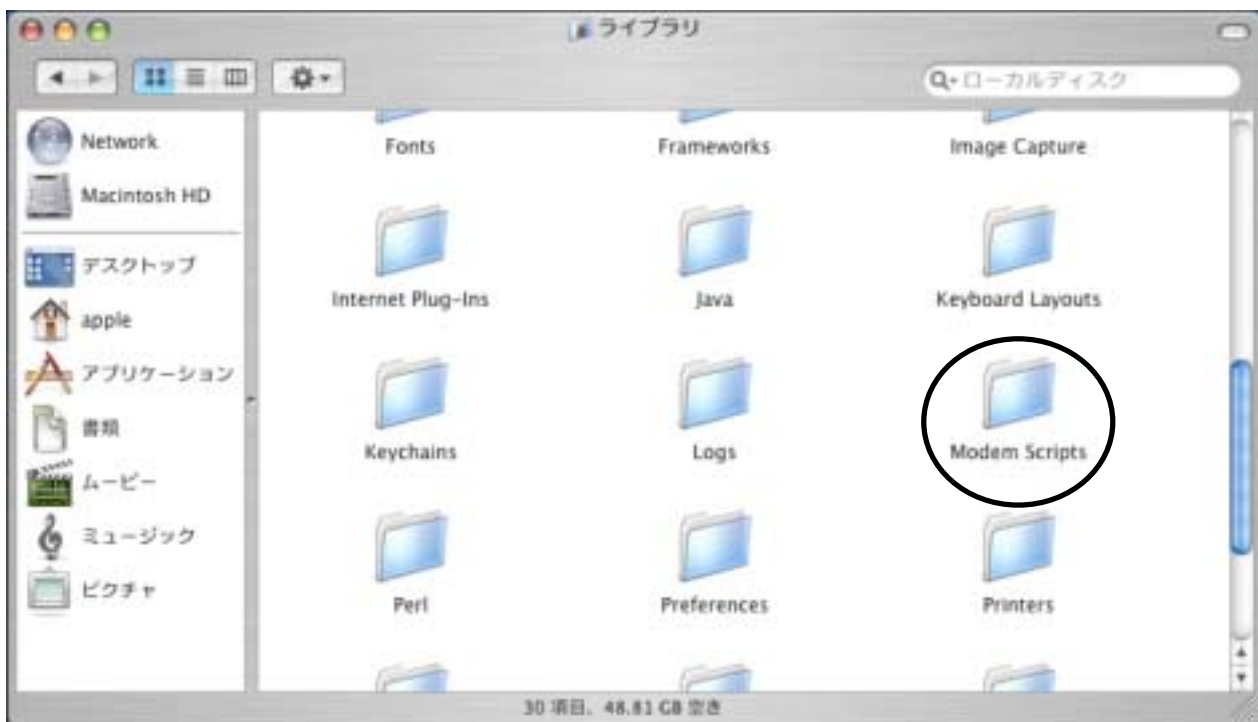 ライブラリ
ローカルディスク
Network
Macintosh HD
デスクトップ
apple
アプリケーション
書類
ムービー
ミュージック
ピクチャ
Fonts Frameworks Image Capture
Internet Plug-Ins Java Keyboard Layouts
Keychains Logs Modem Scripts
Perl Preferences Printers
30 項目、48.81 GB 空き